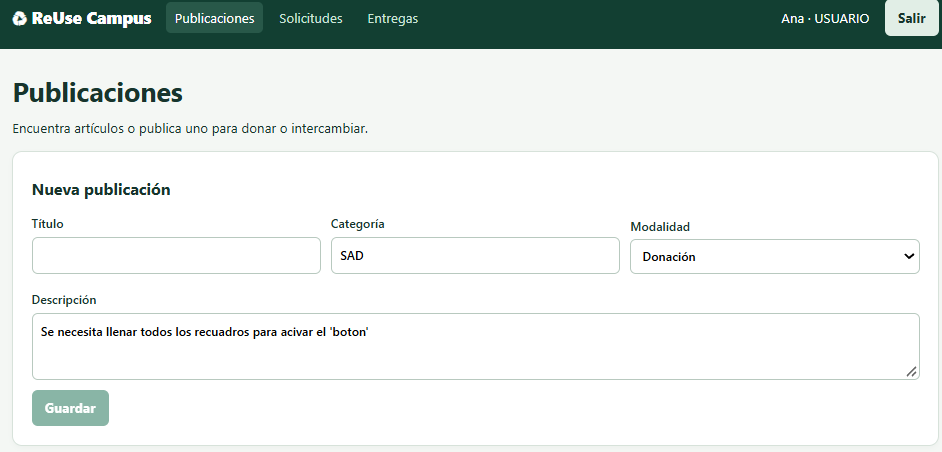 ReUse Campus Publicaciones Solicitudes Entregas Ana · USUARIO Salir
Publicaciones
Encuentra artículos o publica uno para donar o intercambiar.
Nueva publicación
Título Categoría Modalidad
SAD Donación
Descripción
Se necesita llenar todos los recuadros para acivar el 'boton'
Guardar